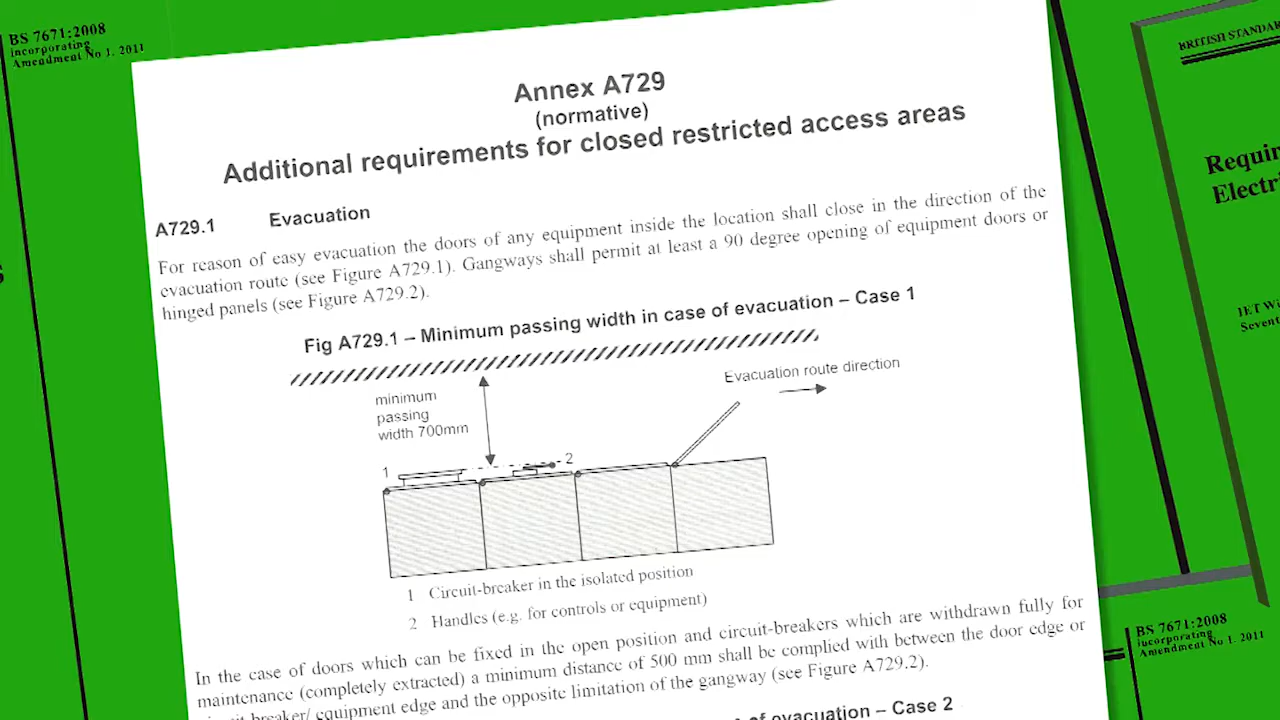 BS 7671:2008
incorporating
Amendment No 1. 2011
Annex A729
(normative)
Additional requirements for closed restricted access areas
A729.1 Evacuation
For reason of easy evacuation the doors of any equipment inside the location shall close in the direction of the
evacuation route (see Figure A729.1). Gangways shall permit at least a 90 degree opening of equipment doors or
hinged panels (see Figure A729.2).
Fig A729.1 – Minimum passing width in case of evacuation – Case 1
Evacuation route direction
minimum
passing
width 700mm
1
2
1 Circuit-breaker in the isolated position
2 Handles (e.g. for controls or equipment)
In the case of doors which can be fixed in the open position and circuit-breakers which are withdrawn fully for
maintenance (completely extracted) a minimum distance of 500 mm shall be complied with between the door edge or
breaker/ equipment edge and the opposite limitation of the gangway (see Figure A729.2).
of evacuation – Case 2
BRITISH STANDAR
Requir
Electri
IET Wi
Sevent
BS 7671:2008
incorporating
Amendment No 1. 2011